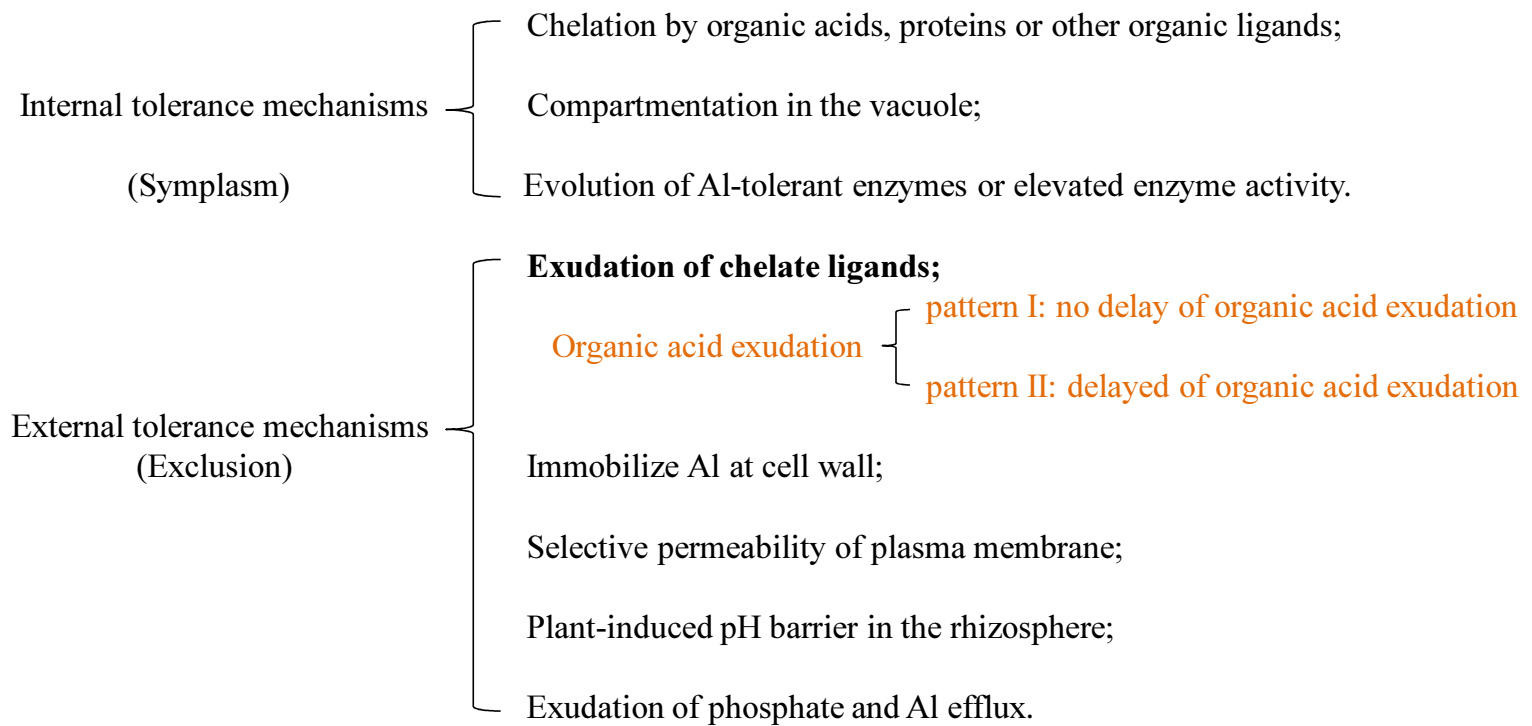 Chelation by organic acids, proteins or other organic ligands;
Internal tolerance mechanisms
Compartmentation in the vacuole;
(Symplasm)
Evolution of Al-tolerant enzymes or elevated enzyme activity.
Exudation of chelate ligands;
pattern I: no delay of organic acid exudation
Organic acid exudation
pattern II: delayed of organic acid exudation
External tolerance mechanisms
(Exclusion)
Immobilize Al at cell wall;
Selective permeability of plasma membrane;
Plant-induced pH barrier in the rhizosphere;
Exudation of phosphate and Al efflux.